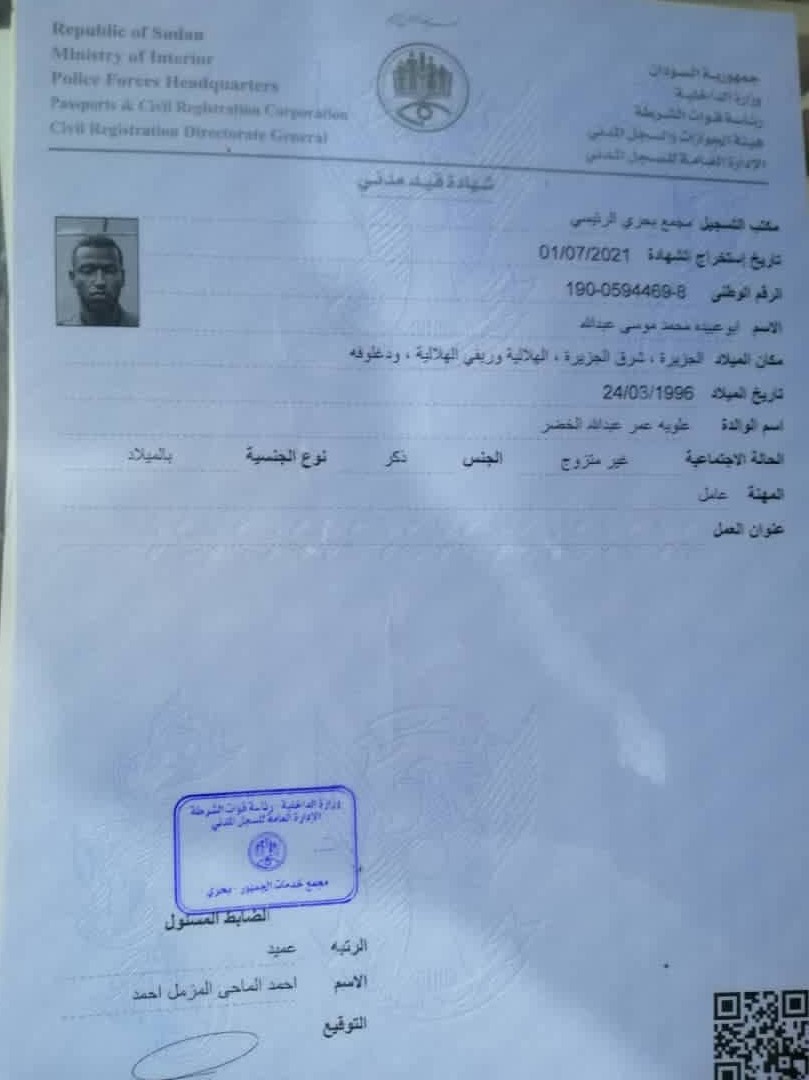 Republic of Sudan
Ministry of Interior
Police Forces Headquarters
Passports & Civil Registration Corporation
Civil Registration Directorate General
جمهورية السودان
وزارة الداخلية
رئاسة قوات الشرطة
هيئة الجوازات والسجل المدني
الإدارة العامة للسجل المدني
شهادة قيد مدني
مكتب التسجيل مجمع بحري الرئيسي
تاريخ إستخراج الشهادة 01/07/2021
الرقم الوطني 190-0594469-8
الاسم ابوعبيده محمد موسى عبدالله
مكان الميلاد الجزيرة ، شرق الجزيرة ، الهلالية وريفي الهلالية ، ودغلوفه
تاريخ الميلاد 24/03/1996
اسم الوالدة علويه عمر عبدالله الخضر
الحالة الاجتماعية غير متزوج الجنس ذكر نوع الجنسية بالميلاد
المهنة عامل
عنوان العمل
وزارة الداخلية - رئاسة قوات الشرطة
الإدارة العامة للسجل المدني
مجمع خدمات الجمهور - بحري
الضابط المسئول
الرتبه عميد
الاسم احمد الماحى المزمل احمد
التوقيع